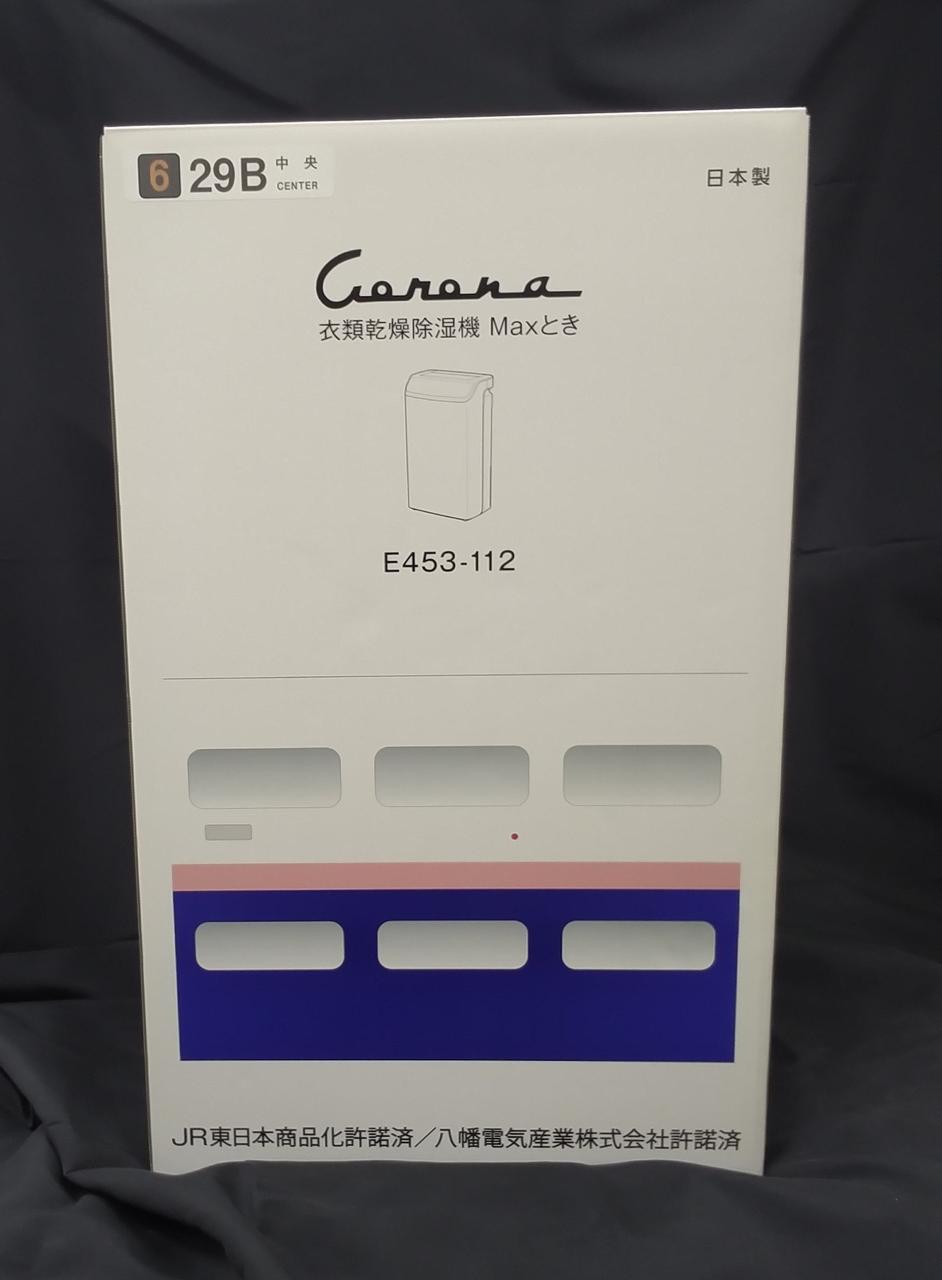 6 29B 中央
CENTER
日本製
Corona
衣類乾燥除湿機 Maxとき
E453-112
JR東日本商品化許諾済／八幡電気産業株式会社許諾済